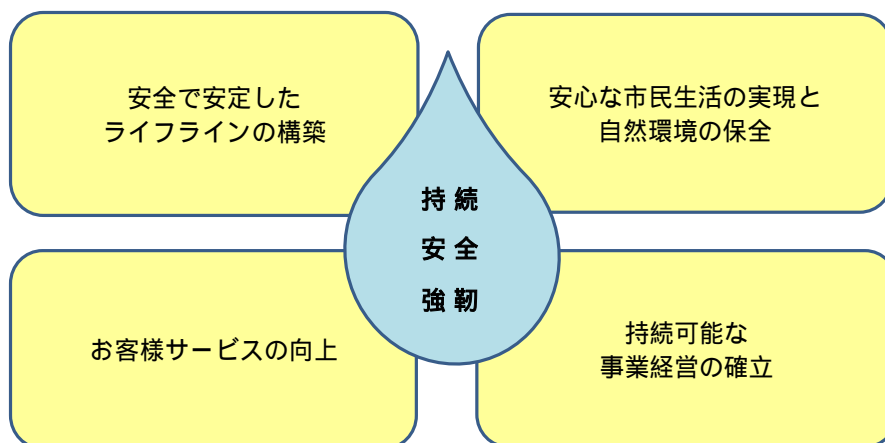 安全で安定した
ライフラインの構築
安心な市民生活の実現と
自然環境の保全
持続
安全
強靭
お客様サービスの向上
持続可能な
事業経営の確立